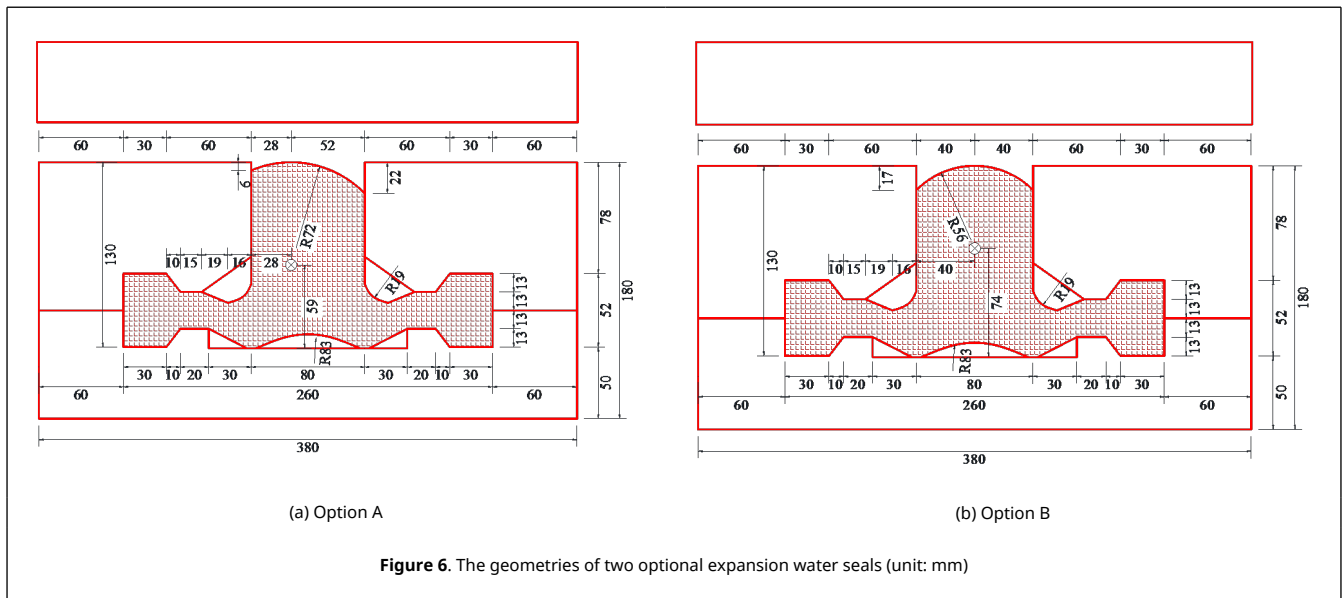 60 30 60 28 52 60 30 60
6
22
R72
78
130
10 15 19 16 28
R19
59
13
13
13
13
52
180
R83
30 10 20 30 80 30 20 10 30
60 260 60
50
380
(a) Option A
60 30 60 40 40 60 30 60
17
R56
78
130
10 15 19 16 40
R19
74
13
13
13
13
52
180
R83
30 10 20 30 80 30 20 10 30
60 260 60
50
380
(b) Option B
Figure 6. The geometries of two optional expansion water seals (unit: mm)